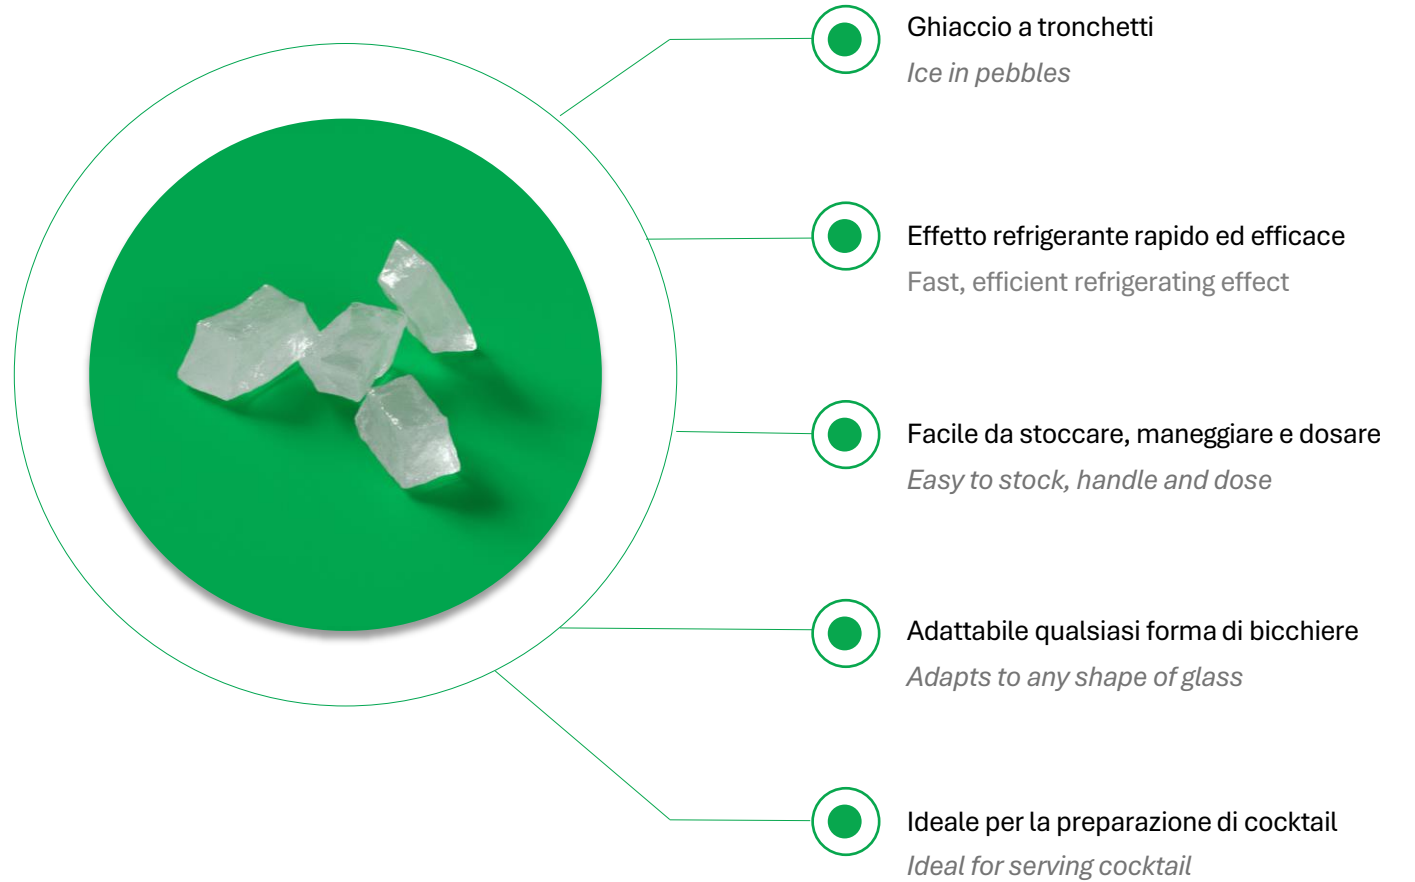 Ghiaccio a tronchetti
Ice in pebbles
Effetto refrigerante rapido ed efficace
Fast, efficient refrigerating effect
Facile da stoccare, maneggiare e dosare
Easy to stock, handle and dose
Adattabile qualsiasi forma di bicchiere
Adapts to any shape of glass
Ideale per la preparazione di cocktail
Ideal for serving cocktail